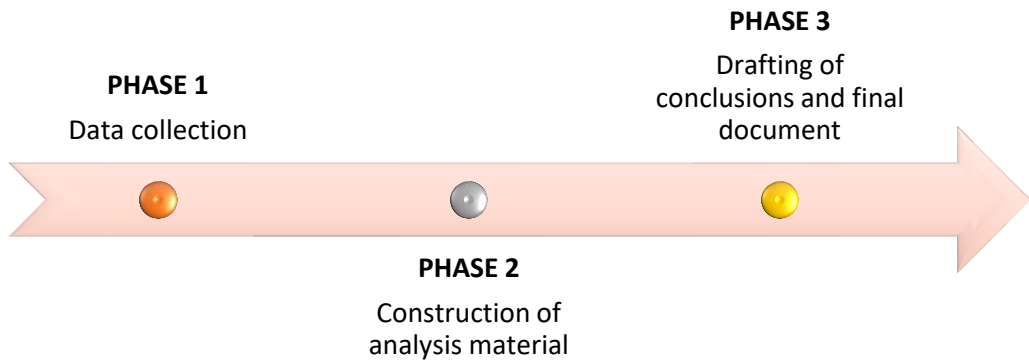 PHASE 1
Data collection
PHASE 2
Construction of
analysis material
PHASE 3
Drafting of
conclusions and final
document